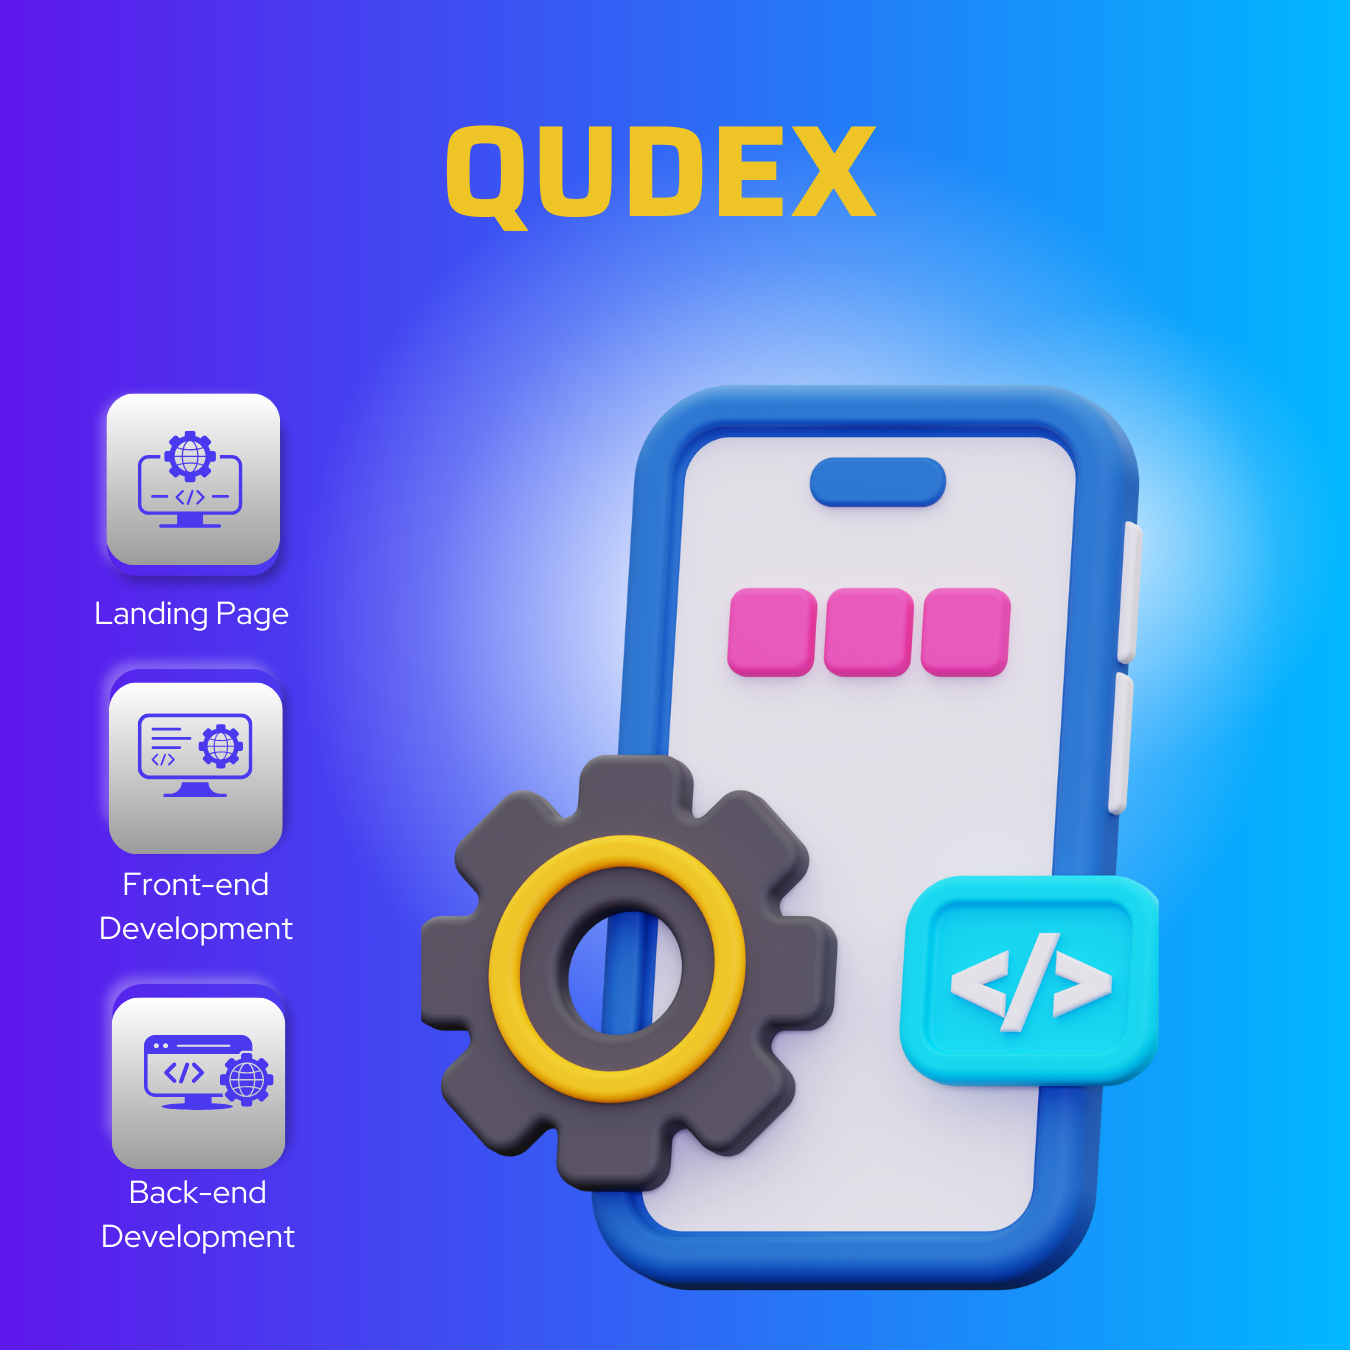 QUDEX
</>
Landing Page
</>
Front-end
Development
</>
Back-end
Development
</>